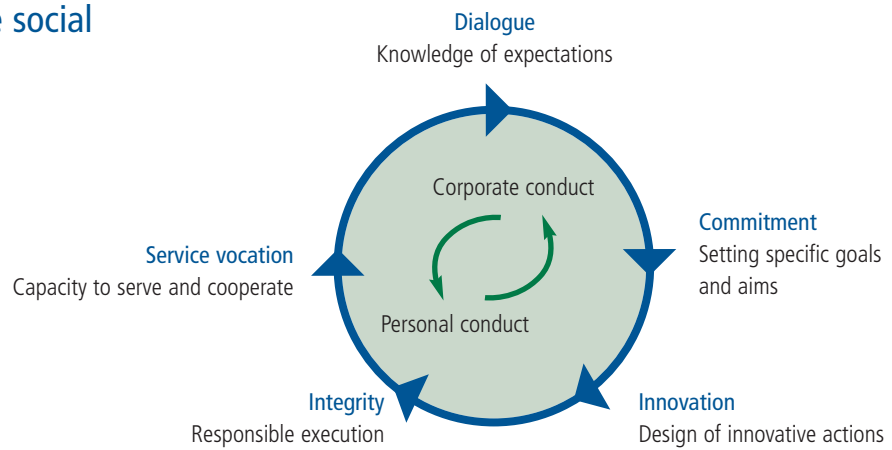 e social
Dialogue
Knowledge of expectations
Corporate conduct
Commitment
Setting specific goals
and aims
Service vocation
Capacity to serve and cooperate
Personal conduct
Integrity
Responsible execution
Innovation
Design of innovative actions